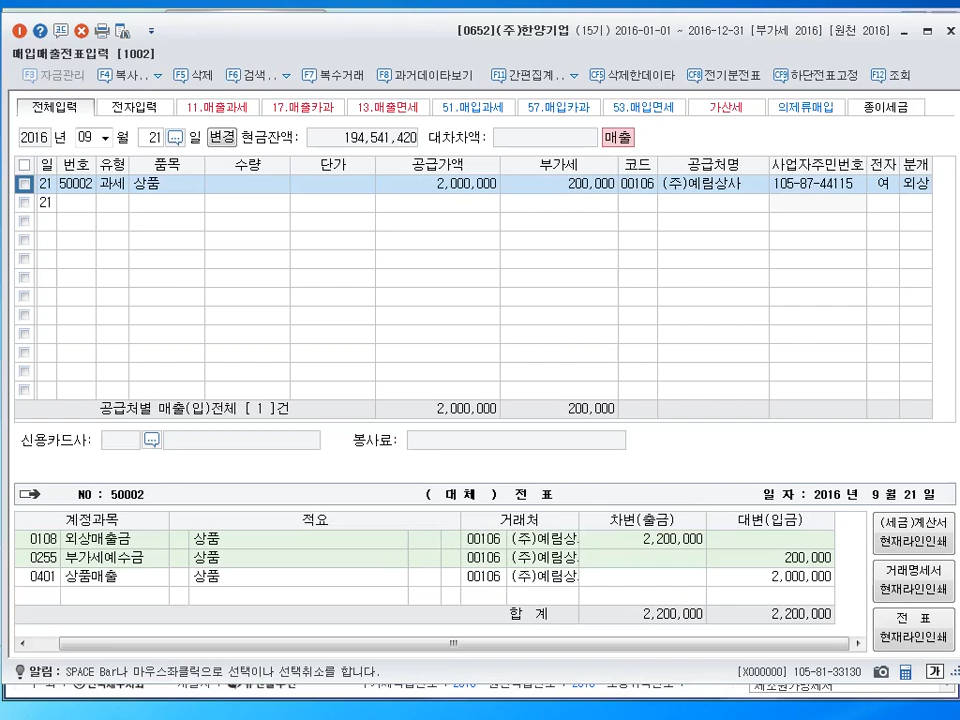 [0652](주)한양기업 (15기) 2016-01-01 ~ 2016-12-31 [부가세 2016] [원천 2016]
매입매출전표입력 [1002]
F3 자금관리 F4 복사.. F5 삭제 F6 검색.. F7 복수거래 F8 과거데이타보기 F11 간편집계.. CF5 삭제한데이타 CF8 전기분전표 CF9 하단전표고정 F12 조회
전체입력 전자입력 11.매출과세 17.매출카과 13.매출면세 51.매입과세 57.매입카과 53.매입면세 가산세 의제류매입 종이세금
2016 년 09 월 21 일 변경 현금잔액: 194,541,420 대차차액: 매출
일 번호 유형 품목 수량 단가 공급가액 부가세 코드 공급처명 사업자주민번호 전자 분개
21 50002 과세 상품 2,000,000 200,000 00106 (주)예림상사 105-87-44115 여 외상
21
공급처별 매출(입)전체 [ 1 ]건 2,000,000 200,000
신용카드사: 봉사료:
NO : 50002 ( 대 체 ) 전 표 일 자 : 2016 년 9 월 21 일
계정과목 적요 거래처 차변(출금) 대변(입금)
0108 외상매출금 상품 00106 (주)예림상. 2,200,000
0255 부가세예수금 상품 00106 (주)예림상. 200,000
0401 상품매출 상품 00106 (주)예림상. 2,000,000
합 계 2,200,000 2,200,000
(세금)계산서
현재라인인쇄
거래명세서
현재라인인쇄
전 표
현재라인인쇄
알림 : SPACE Bar나 마우스좌클릭으로 선택이나 선택취소를 합니다. [X000000] 105-81-33130 가